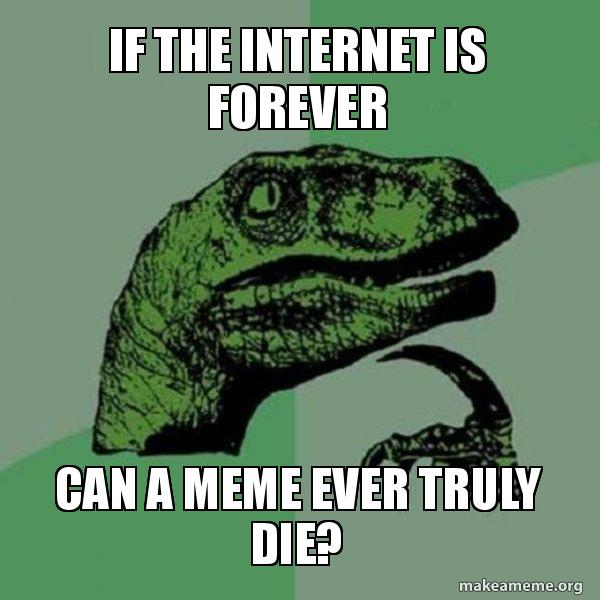 IF THE INTERNET IS
FOREVER
CAN A MEME EVER TRULY
DIE?
makeameme.org